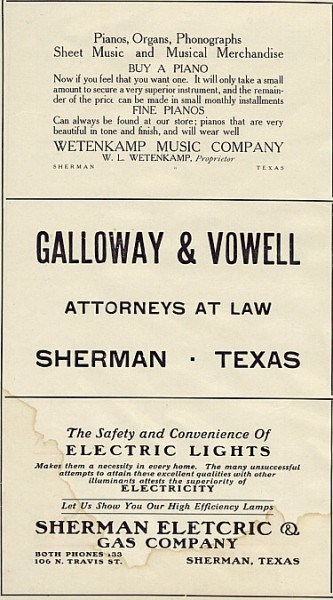 Pianos, Organs, Phonographs
Sheet Music and Musical Merchandise
BUY A PIANO
Now if you feel that you want one. It will only take a small
amount to secure a very superior instrument, and the remain-
der of the price can be made in small monthly installments
FINE PIANOS
Can always be found at our store; pianos that are very
beautiful in tone and finish, and will wear well
WETENKAMP MUSIC COMPANY
W. L. WETENKAMP, Proprietor
SHERMAN TEXAS
GALLOWAY & VOWELL
ATTORNEYS AT LAW
SHERMAN · TEXAS
The Safety and Convenience Of
ELECTRIC LIGHTS
Makes them a necessity in every home. The many unsuccessful
attempts to attain these excellent qualities with other
illuminants attests the superiority of
ELECTRICITY
Let Us Show You Our High Efficiency Lamps
SHERMAN ELETCRIC &
GAS COMPANY
BOTH PHONES 133
106 N. TRAVIS ST. SHERMAN, TEXAS